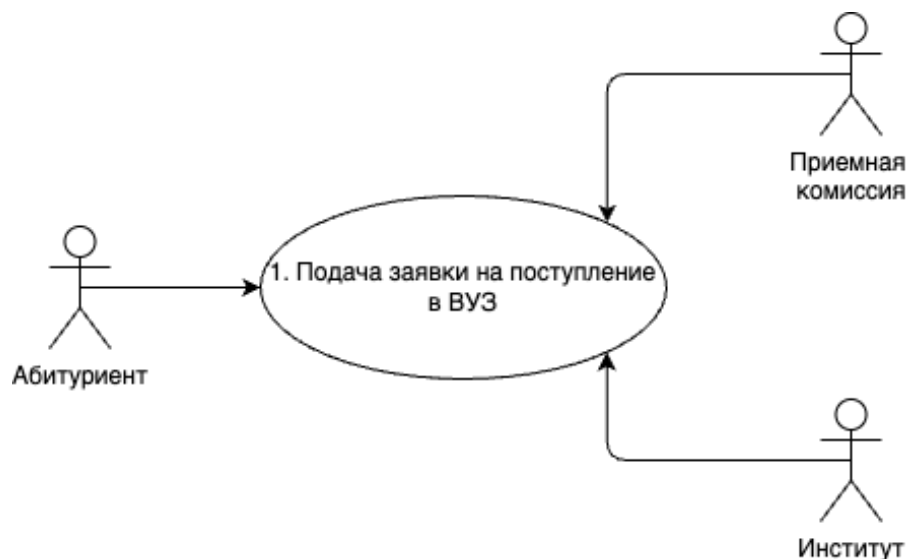 Приемная
комиссия
1. Подача заявки на поступление
в ВУЗ
Абитуриент
Институт